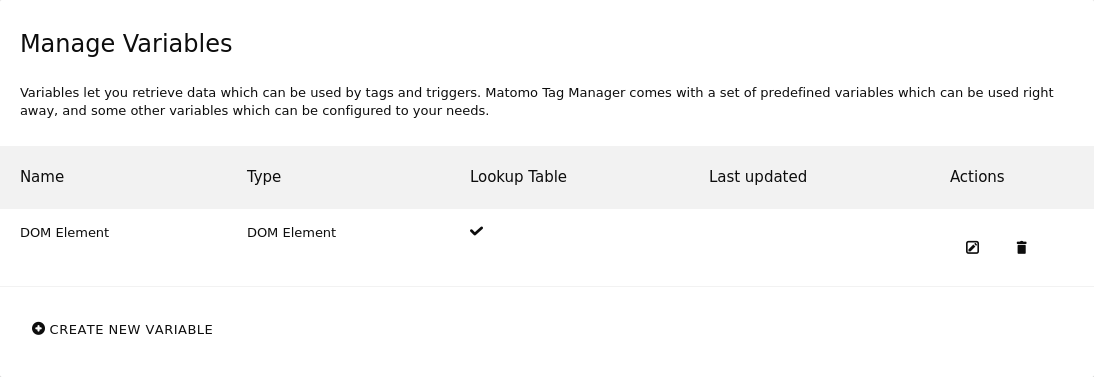 Manage Variables
Variables let you retrieve data which can be used by tags and triggers. Matomo Tag Manager comes with a set of predefined variables which can be used right
away, and some other variables which can be configured to your needs.
Name Type Lookup Table Last updated Actions
DOM Element DOM Element
CREATE NEW VARIABLE